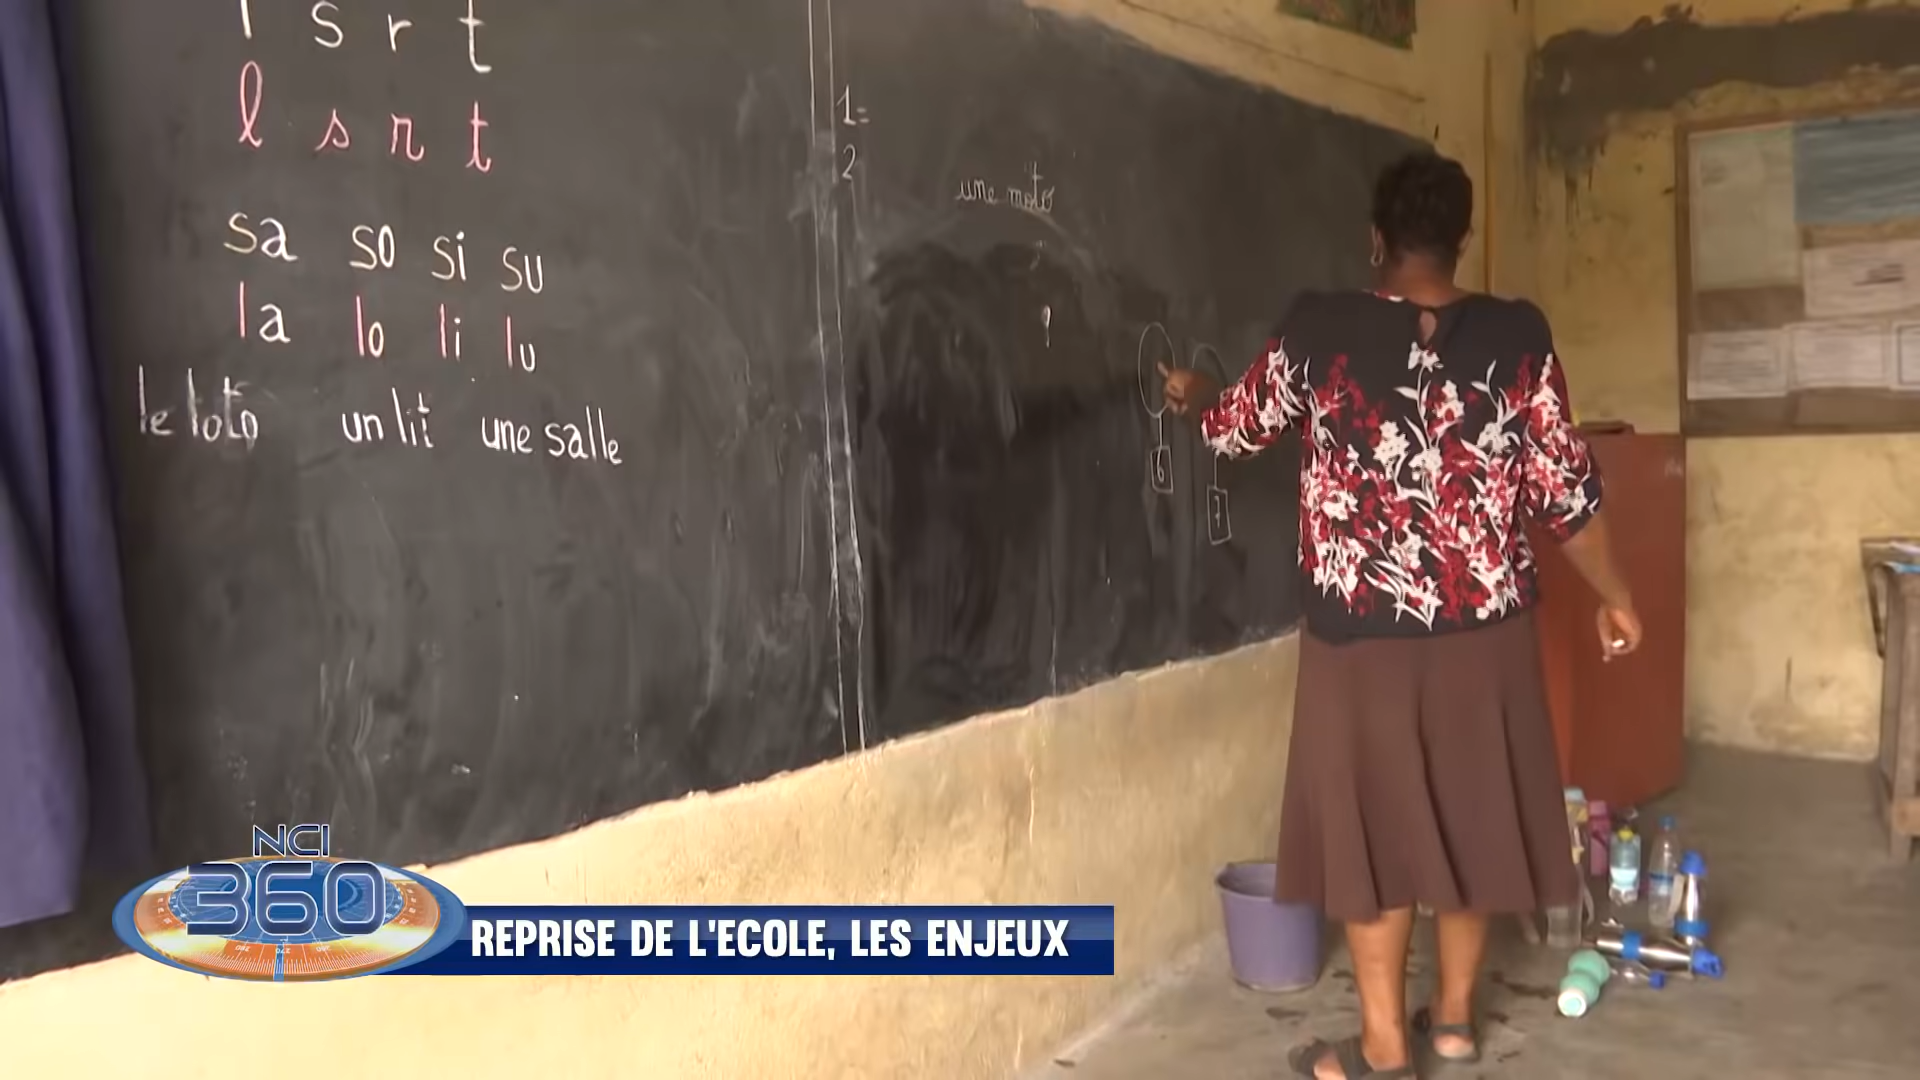 l s r t
l s r t
sa so si su
la lo li lu
le loto un lit une salle
1=
2
une moto
6
7
NCI
360
REPRISE DE L'ECOLE, LES ENJEUX